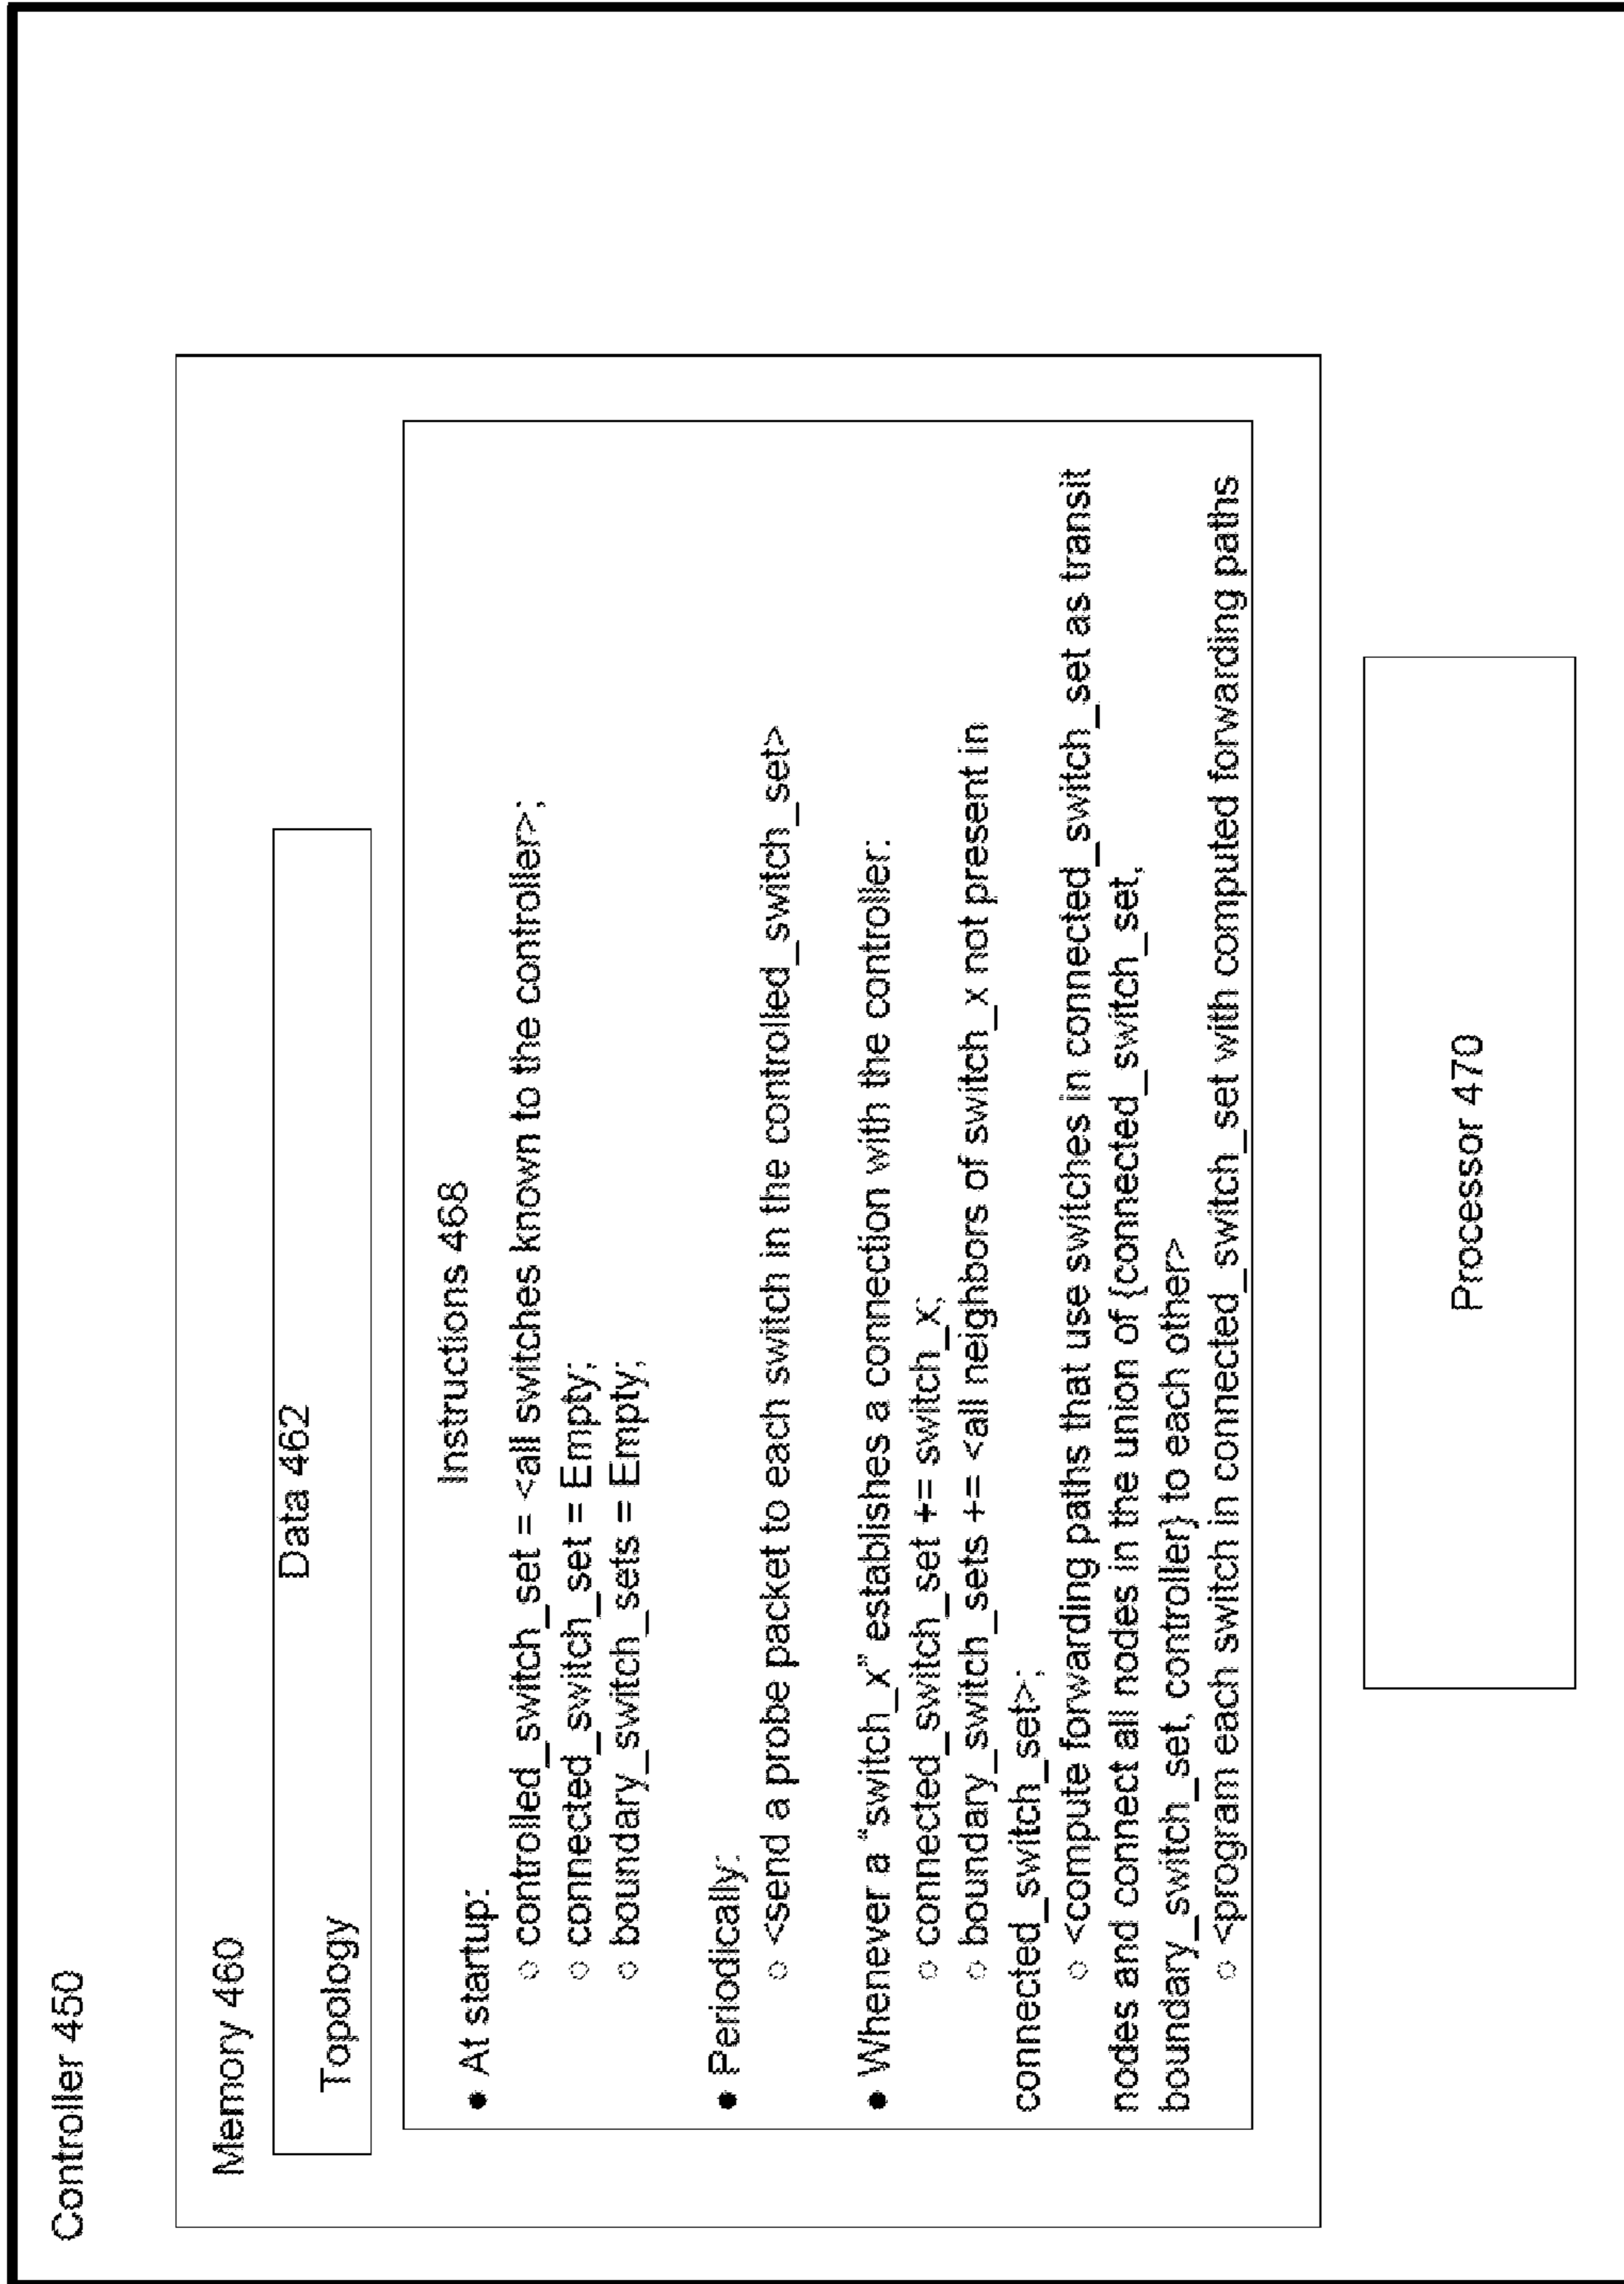 Controller 450
Memory 460
Data 462
Topology
Instructions 468
● At startup:
○ controlled_switch_set = <all switches known to the controller>;
○ connected_switch_set = Empty;
○ boundary_switch_sets = Empty;
● Periodically:
○ <send a probe packet to each switch in the controlled_switch_set>
● Whenever a “switch_x” establishes a connection with the controller:
○ connected_switch_set += switch_x;
○ boundary_switch_sets += <all neighbors of switch_x not present in
connected_switch_set>;
○ <compute forwarding paths that use switches in connected_switch_set as transit
nodes and connect all nodes in the union of {connected_switch_set,
boundary_switch_set, controller} to each other>
○ <program each switch in connected_switch_set with computed forwarding paths
Processor 470